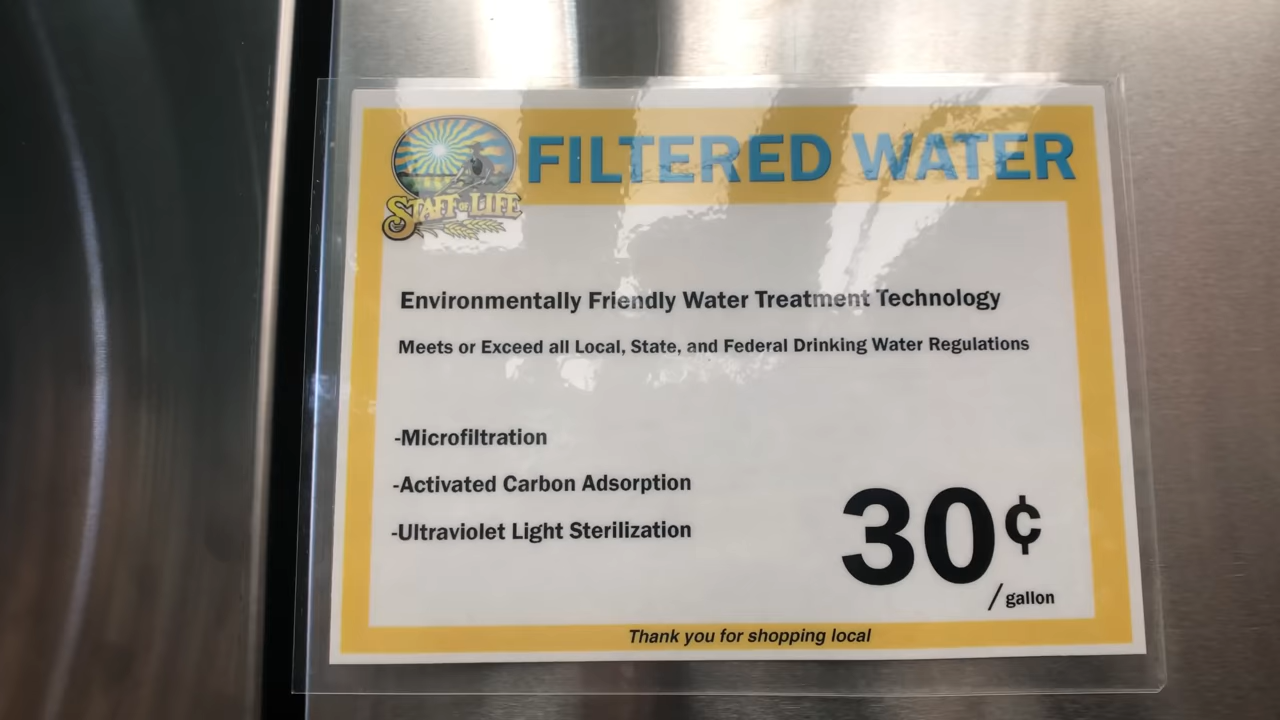 STAFF OF LIFE
FILTERED WATER
Environmentally Friendly Water Treatment Technology
Meets or Exceed all Local, State, and Federal Drinking Water Regulations
-Microfiltration
-Activated Carbon Adsorption
-Ultraviolet Light Sterilization
30¢
/gallon
Thank you for shopping local